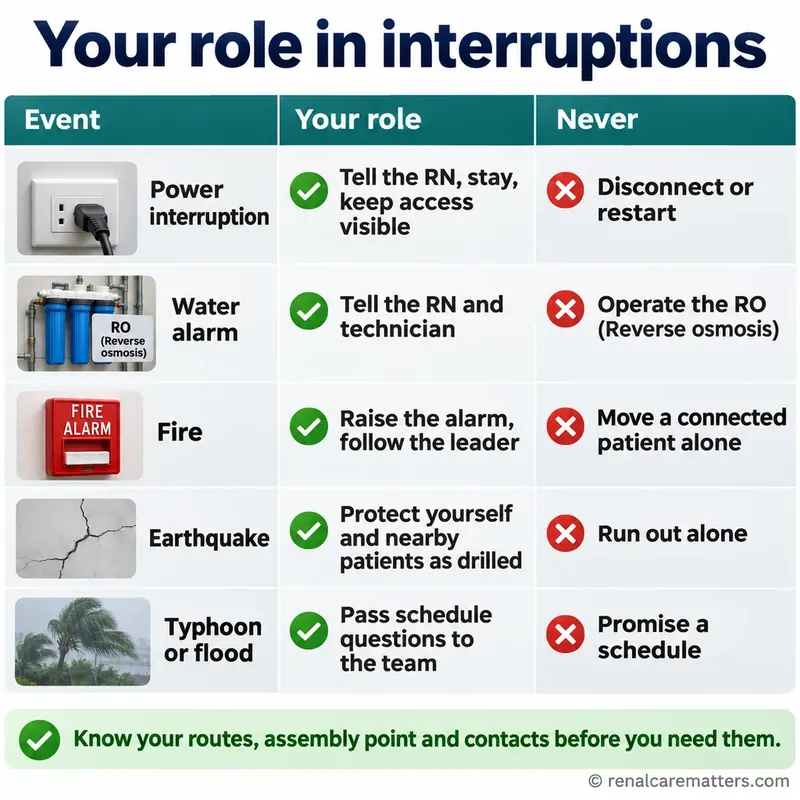 Your role in interruptions
Event
Your role
Never
Power
interruption
Tell the RN, stay,
keep access
visible
Disconnect or
restart
RO
(Reverse
osmosis)
Water
alarm
Tell the RN and
technician
Operate the RO
(Reverse osmosis)
FIRE
ALARM
Fire
Raise the alarm,
follow the leader
Move a connected
patient alone
Earthquake
Protect yourself
and nearby
patients as drilled
Run out alone
Typhoon
or flood
Pass schedule
questions to
the team
Promise a
schedule
Know your routes, assembly point and contacts before you need them.
© renalcarematters.com